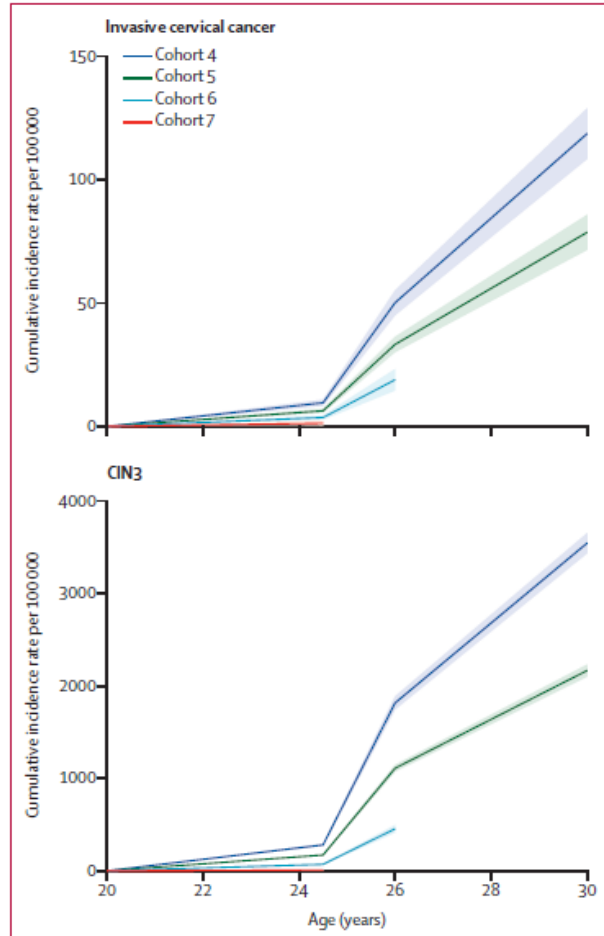 Invasive cervical cancer
150
Cohort 4
Cohort 5
Cohort 6
Cohort 7
100
50
0
Cumulative incidence rate per 100 000
CIN3
4000
3000
2000
1000
0
Cumulative incidence rate per 100 000
20 22 24 26 28 30
Age (years)